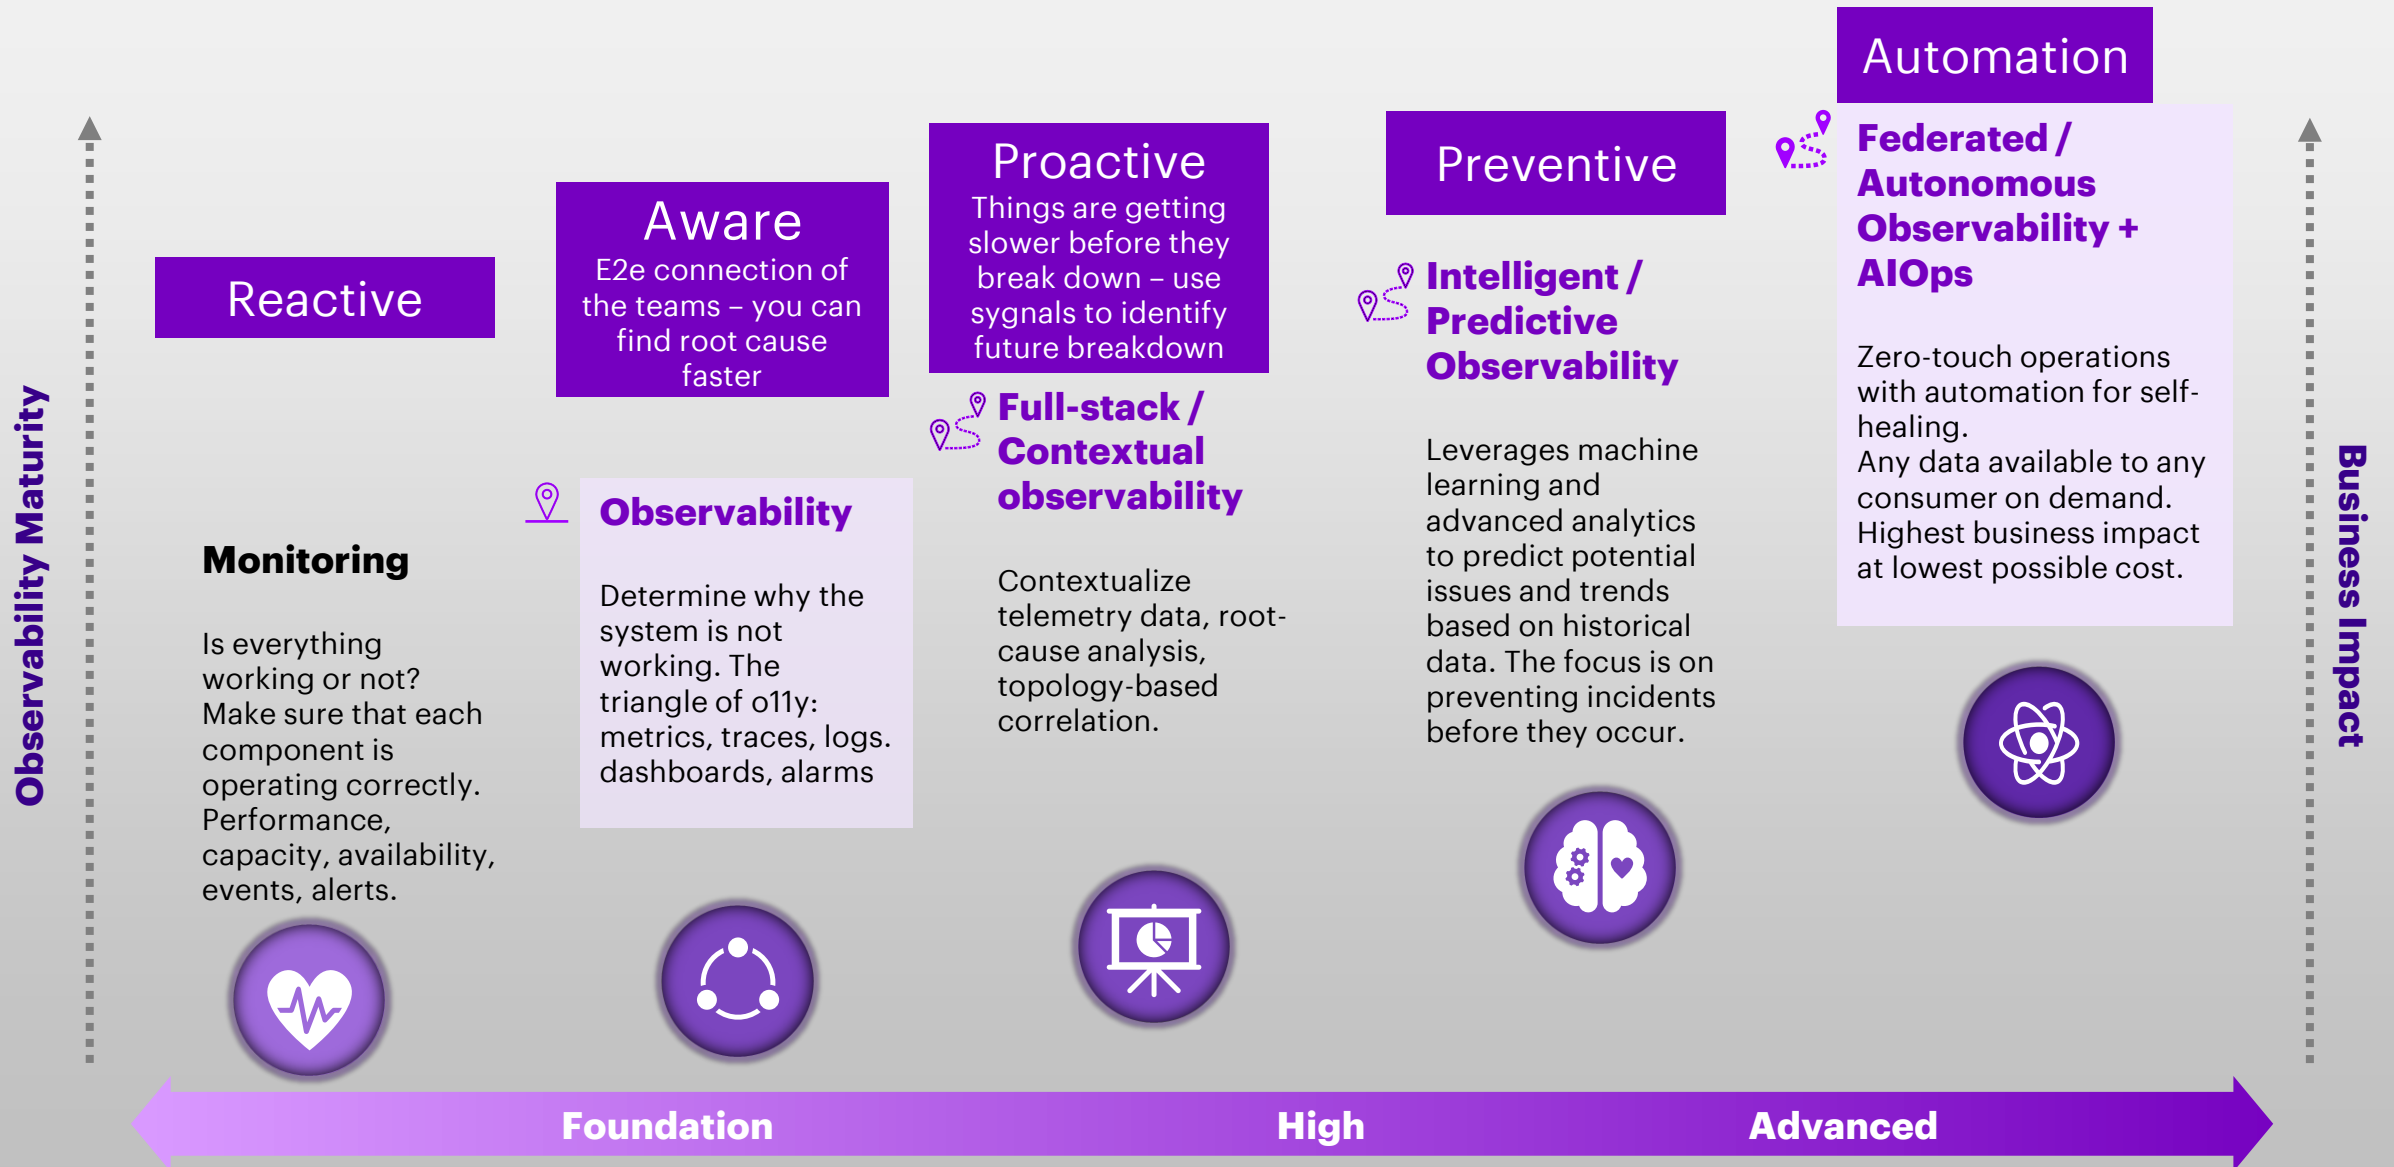 Observability Maturity
Reactive
Monitoring
Is everything
working or not?
Make sure that each
component is
operating correctly.
Performance,
capacity, availability,
events, alerts.
Aware
E2e connection of
the teams – you can
find root cause
faster
Observability
Determine why the
system is not
working. The
triangle of o11y:
metrics, traces, logs.
dashboards, alarms
Proactive
Things are getting
slower before they
break down – use
sygnals to identify
future breakdown
Full-stack /
Contextual
observability
Contextualize
telemetry data, root-
cause analysis,
topology-based
correlation.
Preventive
Intelligent /
Predictive
Observability
Leverages machine
learning and
advanced analytics
to predict potential
issues and trends
based on historical
data. The focus is on
preventing incidents
before they occur.
Automation
Federated /
Autonomous
Observability +
AIOps
Zero-touch operations
with automation for self-
healing.
Any data available to any
consumer on demand.
Highest business impact
at lowest possible cost.
Business Impact
Foundation
High
Advanced